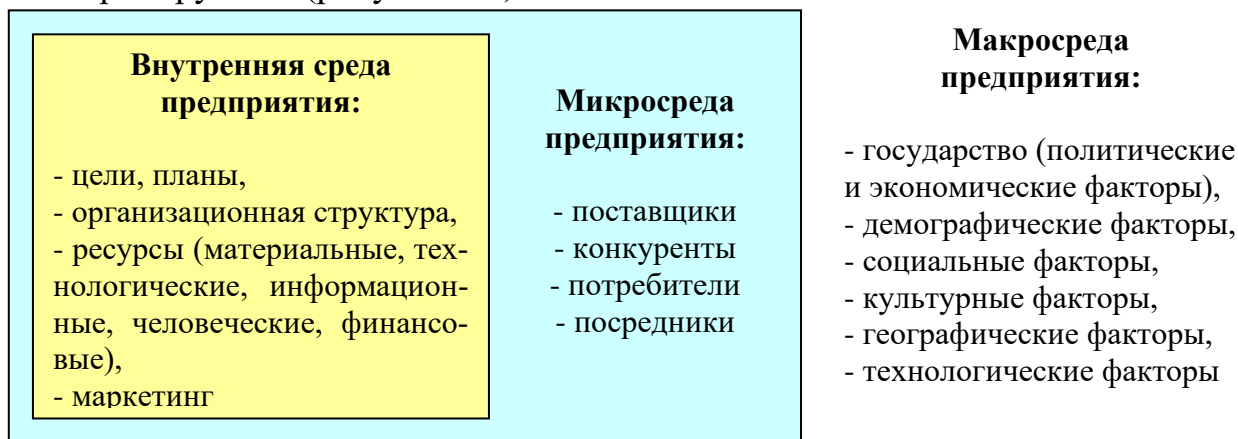 Внутренняя среда
предприятия:
- цели, планы,
- организационная структура,
- ресурсы (материальные, тех-
нологические, информацион-
ные, человеческие, финансо-
вые),
- маркетинг
Микросреда
предприятия:
- поставщики
- конкуренты
- потребители
- посредники
Макросреда
предприятия:
- государство (политические
и экономические факторы),
- демографические факторы,
- социальные факторы,
- культурные факторы,
- географические факторы,
- технологические факторы